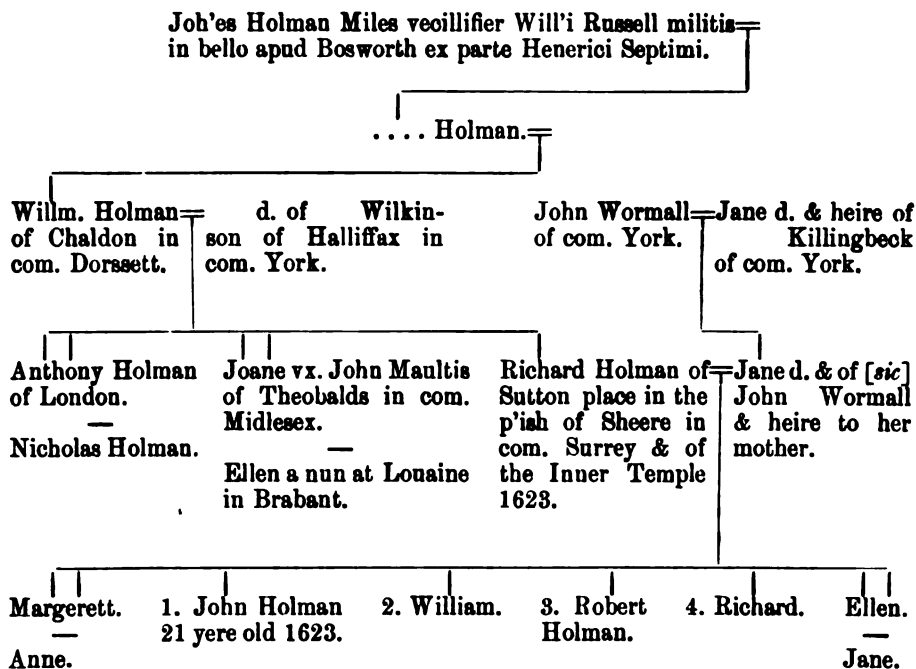 Joh'es Holman Miles vecillifier Will'i Russell militis
in bello apud Bosworth ex parte Henerici Septimi.
.... Holman.
Willm. Holman
of Chaldon in
com. Dorssett.
d. of Wilkin-
son of Halliffax in
com. York.
John Wormall
of com. York.
Jane d. & heire of
Killingbeck
of com. York.
Anthony Holman
of London.
—
Nicholas Holman.
Joane vx. John Maultis
of Theobalds in com.
Midlesex.
—
Ellen a nun at Louaine
in Brabant.
Richard Holman of
Sutton place in the
p'ish of Sheere in
com. Surrey & of
the Inner Temple
1623.
Jane d. & of [sic]
John Wormall
& heire to her
mother.
Margerett.
—
Anne.
1. John Holman
21 yere old 1623.
2. William.
3. Robert
Holman.
4. Richard.
Ellen.
—
Jane.